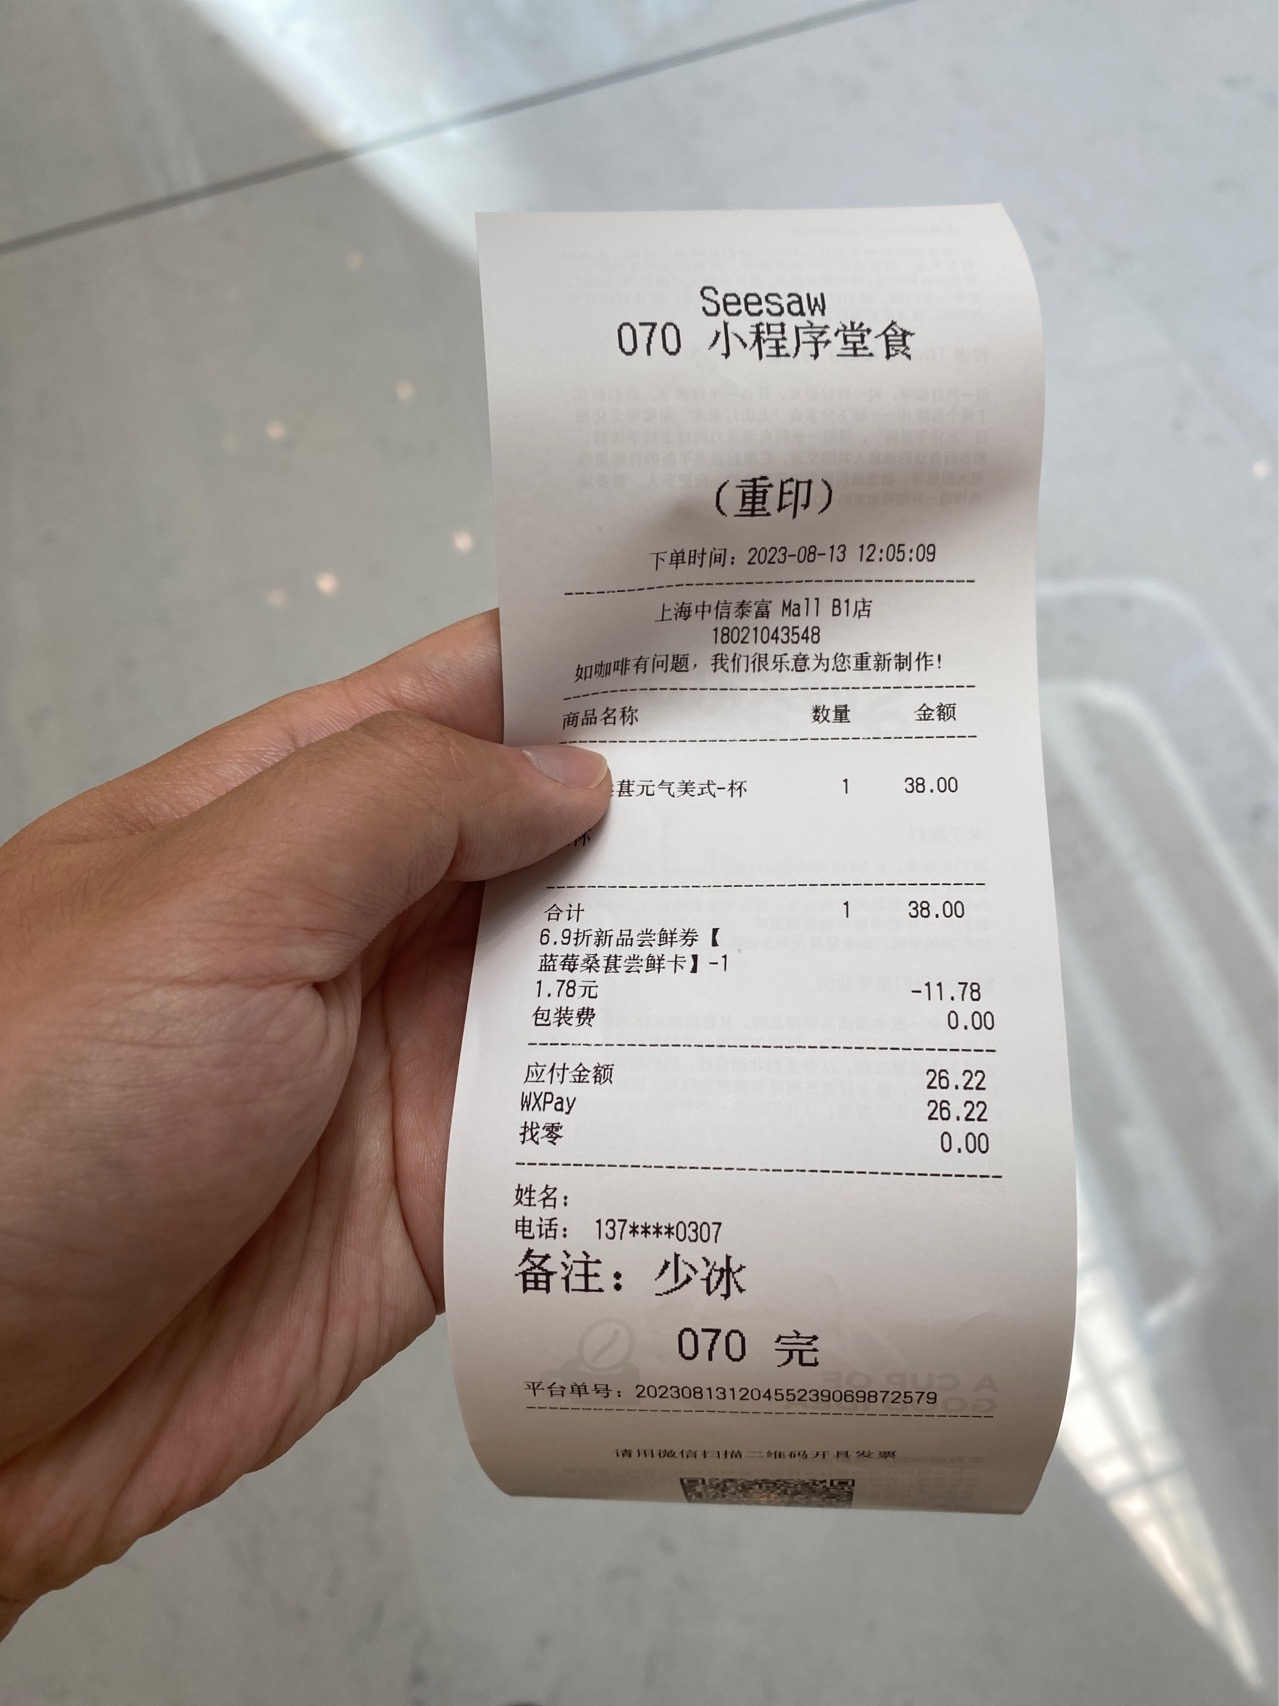 Seesaw
070 小程序堂食
(重印)
下单时间: 2023-08-13 12:05:09
上海中信泰富 Mall B1店
18021043548
如咖啡有问题, 我们很乐意为您重新制作!
商品名称 数量 金额
葚元气美式-杯 1 38.00
杯
合计 1 38.00
6.9折新品尝鲜券【
蓝莓桑葚尝鲜卡】-1
1.78元 -11.78
包装费 0.00
应付金额 26.22
WXPay 26.22
找零 0.00
姓名:
电话: 137****0307
备注: 少冰
070 完
平台单号: 20230813120455239069872579
请用微信扫描二维码开具发票